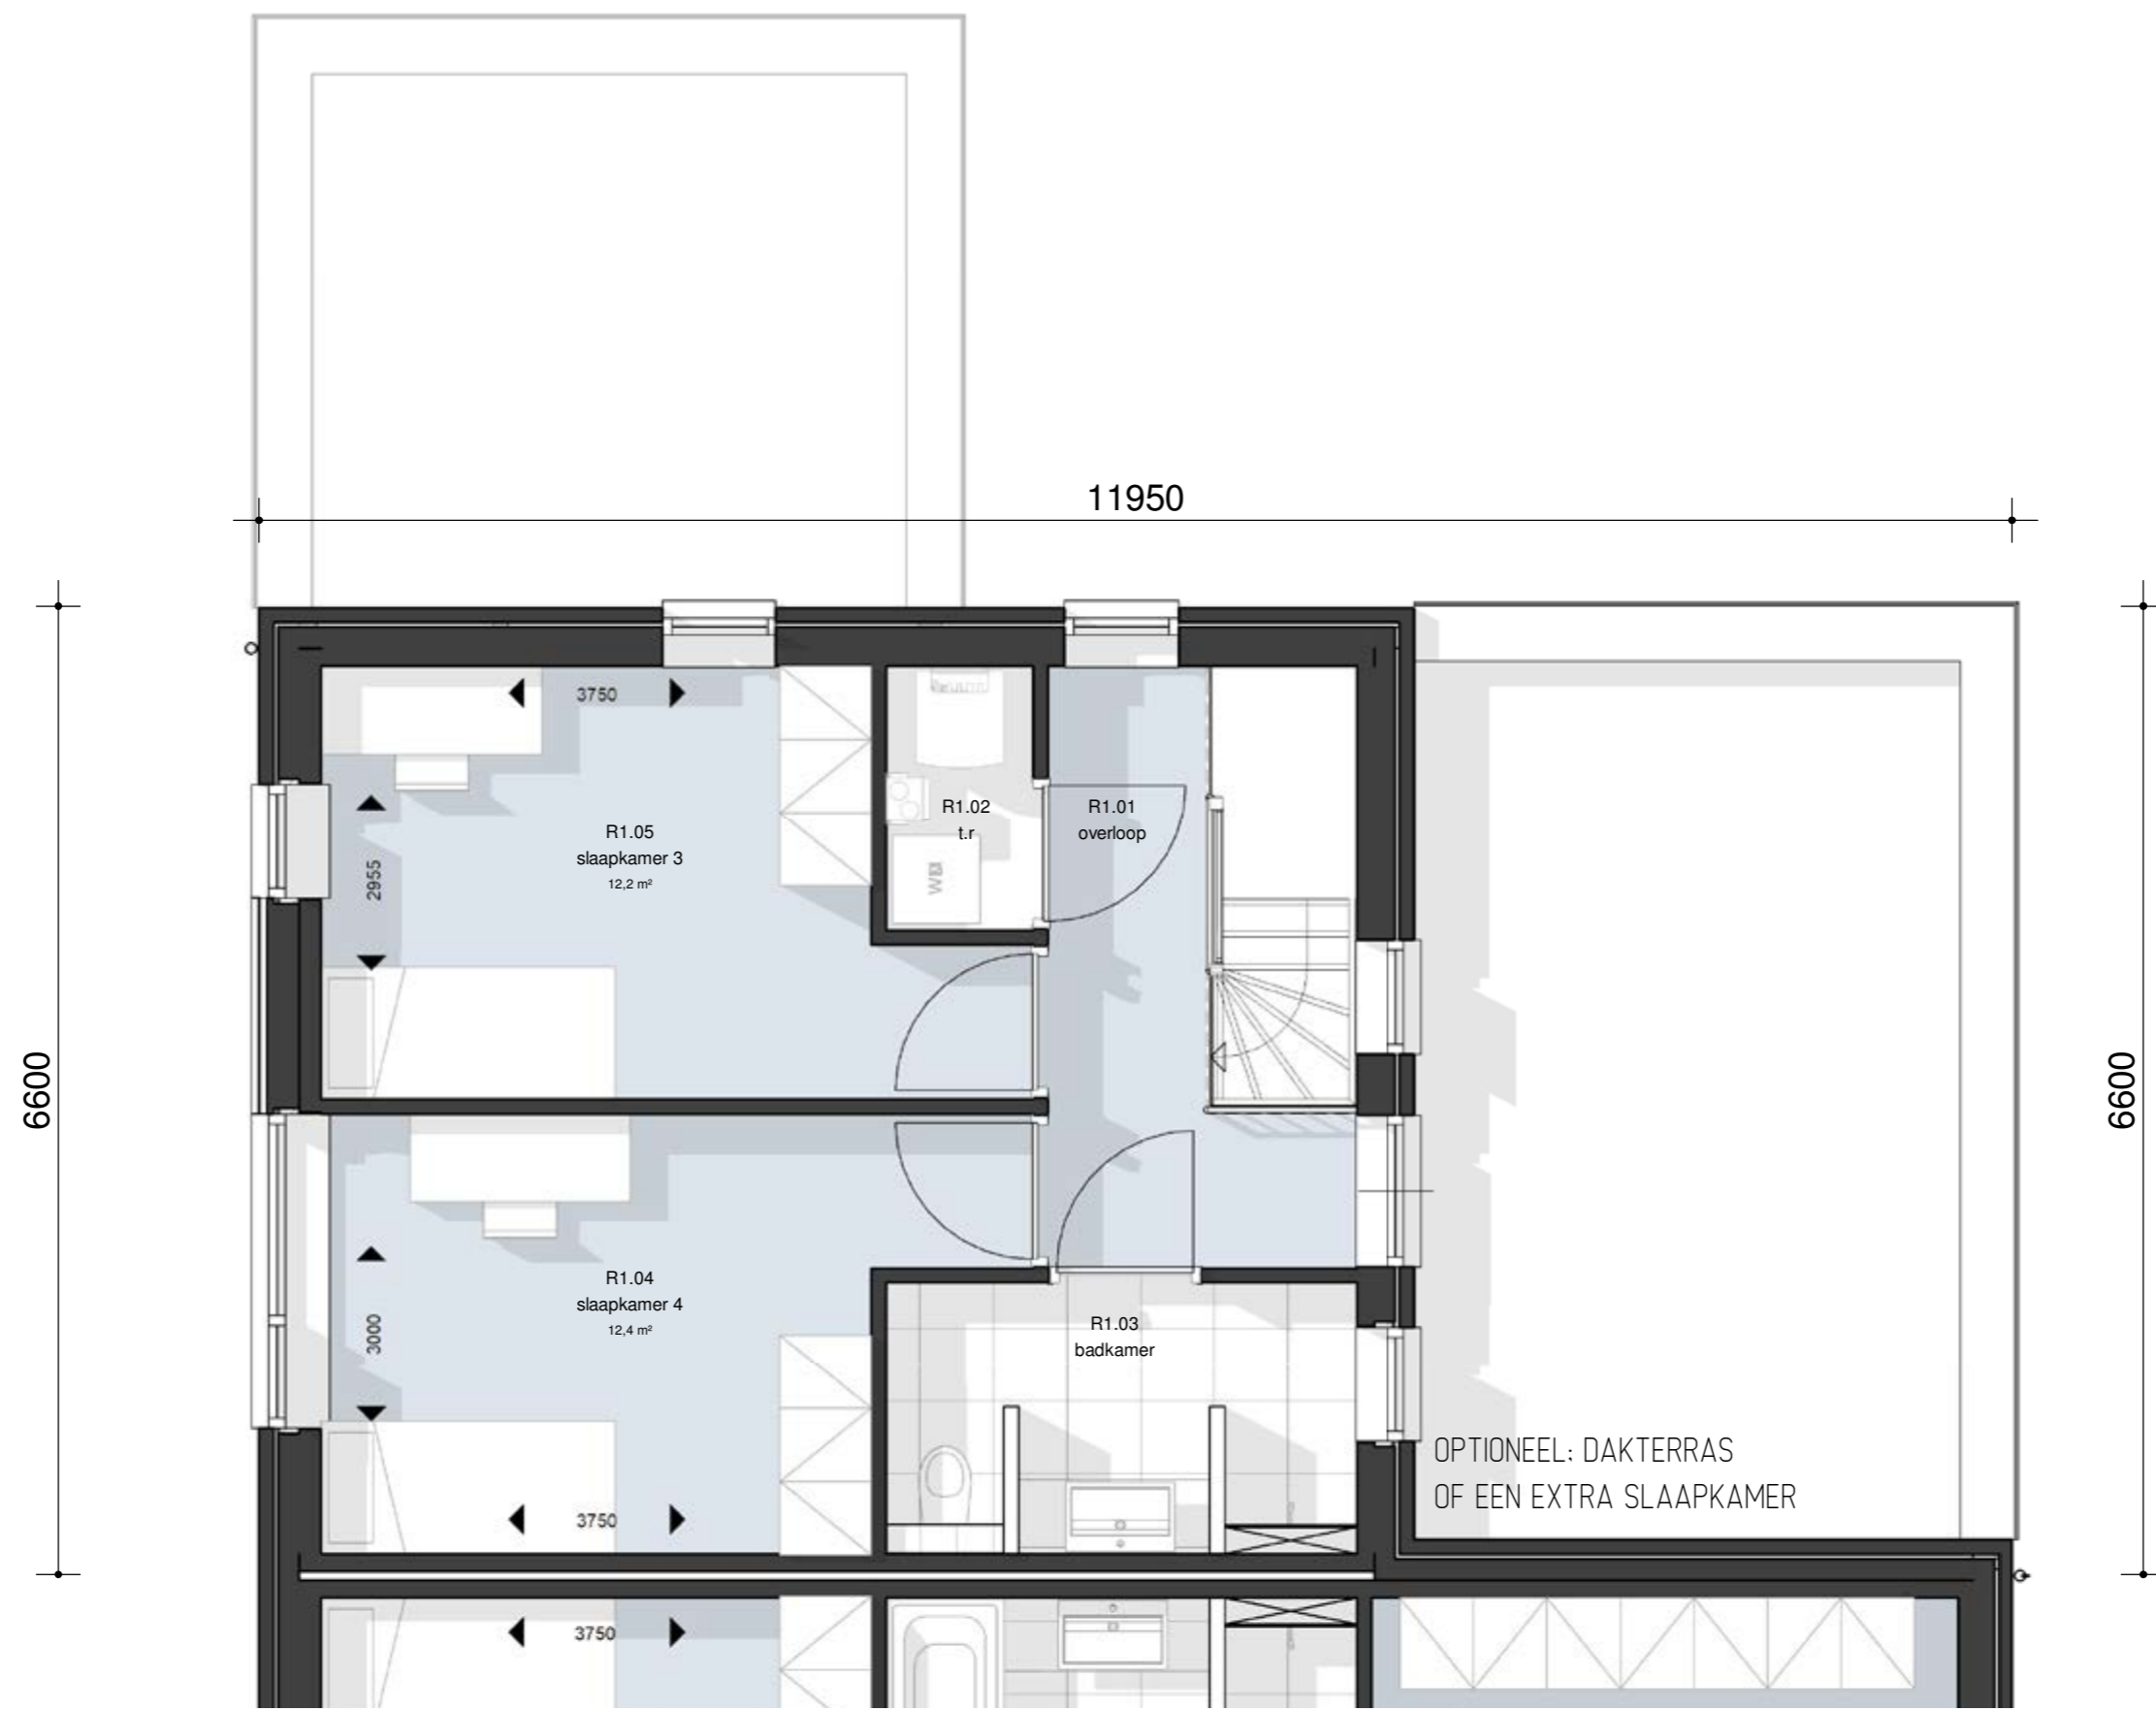 11950
6600
6600
3750
2955
R1.05
slaapkamer 3
12,2 m²
R1.02
t.r
WD
R1.01
overloop
R1.04
slaapkamer 4
12,4 m²
3000
3750
R1.03
badkamer
OPTIONEEL: DAKTERRAS
OF EEN EXTRA SLAAPKAMER
3750